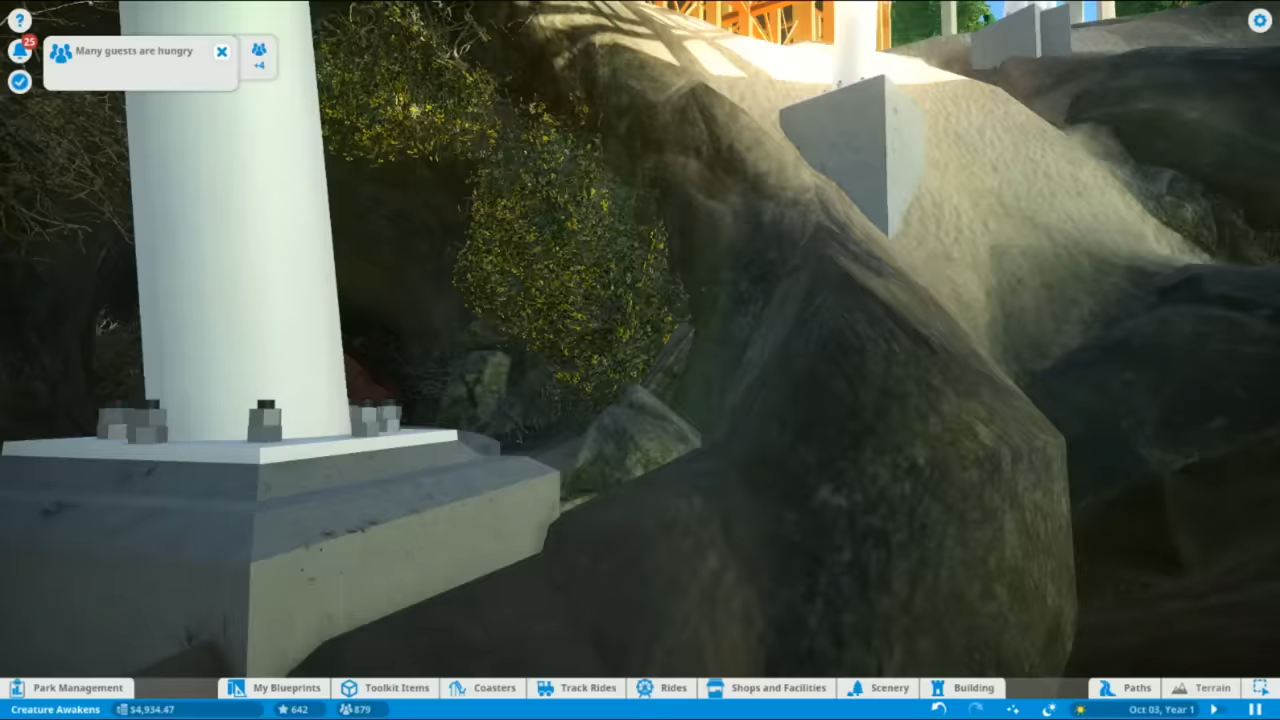 ?
25
Many guests are hungry
+4
Park Management
My Blueprints
Toolkit Items
Coasters
Track Rides
Rides
Shops and Facilities
Scenery
Building
Paths
Terrain
Creature Awakens
$4,934.47
642
879
Oct 03, Year 1